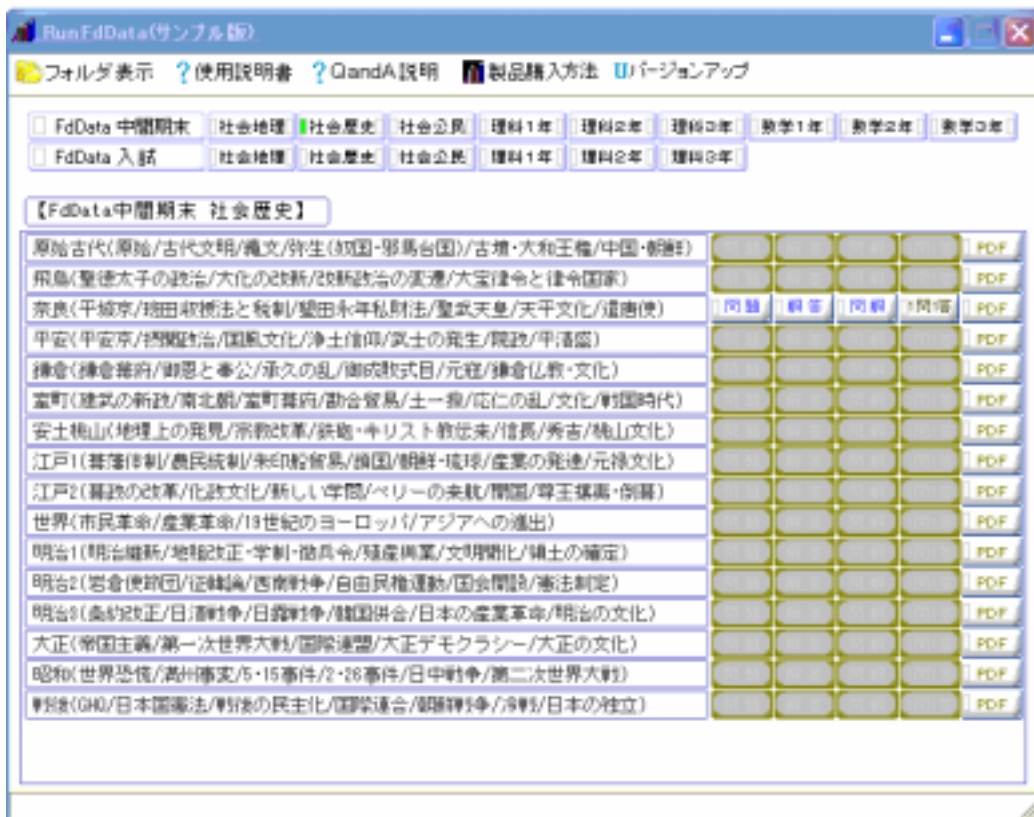 RunFdData(サンプル版)
フォルダ表示 ?使用説明書 ?QandA説明 製品購入方法 Uバージョンアップ
FdData 中間期末 社会地理 社会歴史 社会公民 理科1年 理科2年 理科3年 数学1年 数学2年 数学3年
FdData 入試 社会地理 社会歴史 社会公民 理科1年 理科2年 理科3年
【FdData中間期末 社会歴史】
原始古代(原始/古代文明/縄文/弥生(奴国・邪馬台国)/古墳・大和王権/中国・朝鮮) PDF
飛鳥(聖徳太子の政治/大化の改新/改新政治の変遷/大宝律令と律令国家) PDF
奈良(平城京/班田収授法と税制/墾田永年私財法/聖武天皇/天平文化/遣唐使) 問題 解答 問解 1問1答 PDF
平安(平安京/摂関政治/国風文化/浄土信仰/武士の発生/院政/平清盛) PDF
鎌倉(鎌倉幕府/御恩と奉公/承久の乱/御成敗式目/元寇/鎌倉仏教・文化) PDF
室町(建武の新政/南北朝/室町幕府/勘合貿易/土一揆/応仁の乱/文化/戦国時代) PDF
安土桃山(地理上の発見/宗教改革/鉄砲・キリスト教伝来/信長/秀吉/桃山文化) PDF
江戸1(幕藩体制/農民統制/朱印船貿易/鎖国/朝鮮・琉球/産業の発達/元禄文化) PDF
江戸2(幕政の改革/化政文化/新しい学問/ペリーの来航/開国/尊王攘夷・倒幕) PDF
世界(市民革命/産業革命/19世紀のヨーロッパ/アジアへの進出) PDF
明治1(明治維新/地租改正・学制・徴兵令/殖産興業/文明開化/領土の確定) PDF
明治2(岩倉使節団/征韓論/西南戦争/自由民権運動/国会開設/憲法制定) PDF
明治3(条約改正/日清戦争/日露戦争/韓国併合/日本の産業革命/明治の文化) PDF
大正(帝国主義/第一次世界大戦/国際連盟/大正デモクラシー/大正の文化) PDF
昭和(世界恐慌/満州事変/5・15事件/2・26事件/日中戦争/第二次世界大戦) PDF
戦後(GHQ/日本国憲法/戦後の民主化/国際連合/朝鮮戦争/冷戦/日本の独立) PDF